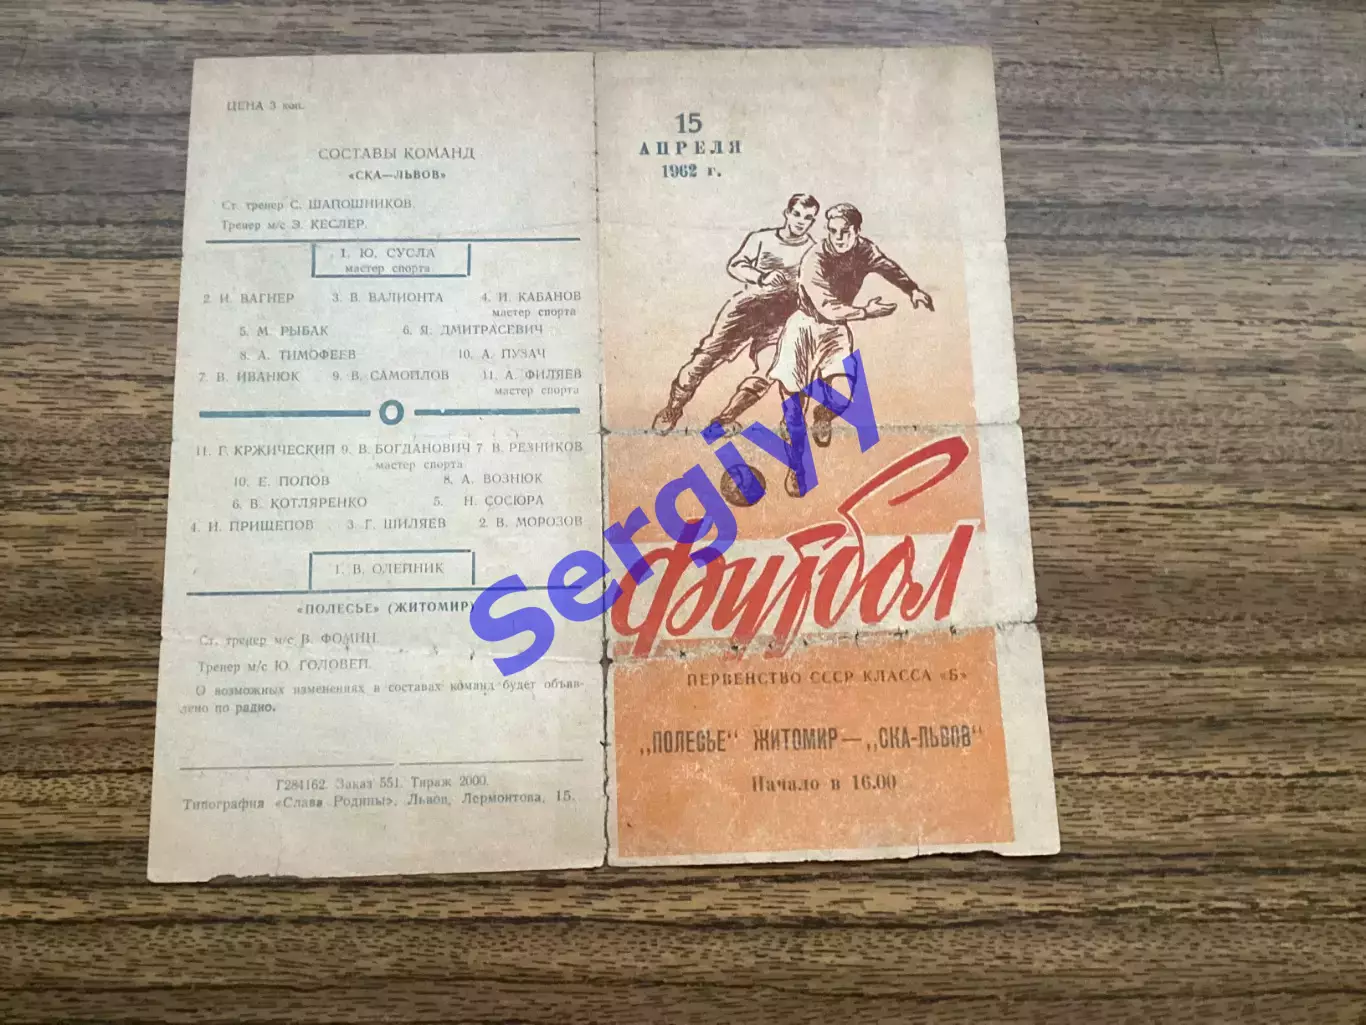 ЦЕНА 3 коп.
СОСТАВЫ КОМАНД
«СКА—ЛЬВОВ»
Ст. тренер С. ШАПОШНИКОВ.
Тренер м/с Э. КЕСЛЕР.
1. Ю. СУСЛА
мастер спорта
2. И. ВАГНЕР 3. В. ВАЛИОНТА 4. И. КАБАНОВ
мастер спорта
5. М. РЫБАК 6. Я. ДМИТРАСЕВИЧ
8. А. ТИМОФЕЕВ 10. А. ПУЗАЧ
7. В. ИВАНЮК 9. В. САМОЙЛОВ 11. А. ФИЛЯЕВ
мастер спорта
11. Г. КРЖИЧЕСКИЙ 9. В. БОГДАНОВИЧ 7. В. РЕЗНИКОВ
мастер спорта
10. Е. ПОПОВ 8. А. ВОЗНЮК
6. В. КОТЛЯРЕНКО 5. Н. СОСЮРА
4. И. ПРИЩЕПОВ 3. Г. ШИЛЯЕВ 2. В. МОРОЗОВ
1. В. ОЛЕЙНИК
«ПОЛЕСЬЕ» (ЖИТОМИР)
Ст. тренер м/с В. ФОМИН.
Тренер м/с Ю. ГОЛОВЕЙ.
О возможных изменениях в составах команд будет объяв-
лено по радио.
Г284162. Заказ 551. Тираж 2000.
Типография «Слава Родины», Львов, Лермонтова, 15.
15
АПРЕЛЯ
1962 г.
Футбол
ПЕРВЕНСТВО СССР КЛАССА «Б»
„ПОЛЕСЬЕ" ЖИТОМИР — „СКА-ЛЬВОВ"
Начало в 16.00
Sergiyy